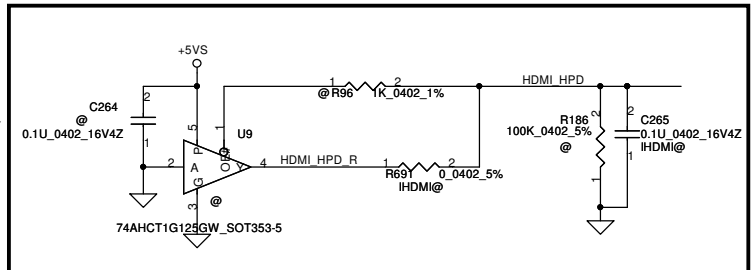 +5VS
C264
@
0.1U_0402_16V4Z
2
1
5
P
1
U9
2
A
Y
4
G
3
@
74AHCT1G125GW_SOT353-5
HDMI_HPD_R
1
2
@ R96
1K_0402_1%
1
2
R691
0_0402_5%
IHDMI@
HDMI_HPD
R186
100K_0402_5%
@
2
1
2
1
C265
0.1U_0402_16V4Z
IHDMI@